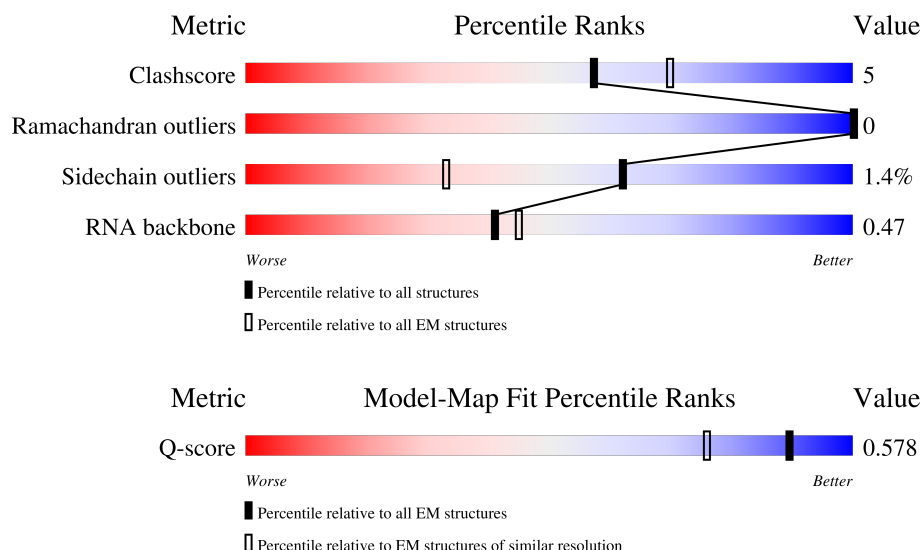 Metric Percentile Ranks Value
Clashscore 5
Ramachandran outliers 0
Sidechain outliers 1.4%
RNA backbone 0.47
Worse Better
Percentile relative to all structures
Percentile relative to all EM structures
Metric Model-Map Fit Percentile Ranks Value
Q-score 0.578
Worse Better
Percentile relative to all EM structures
Percentile relative to EM structures of similar resolution